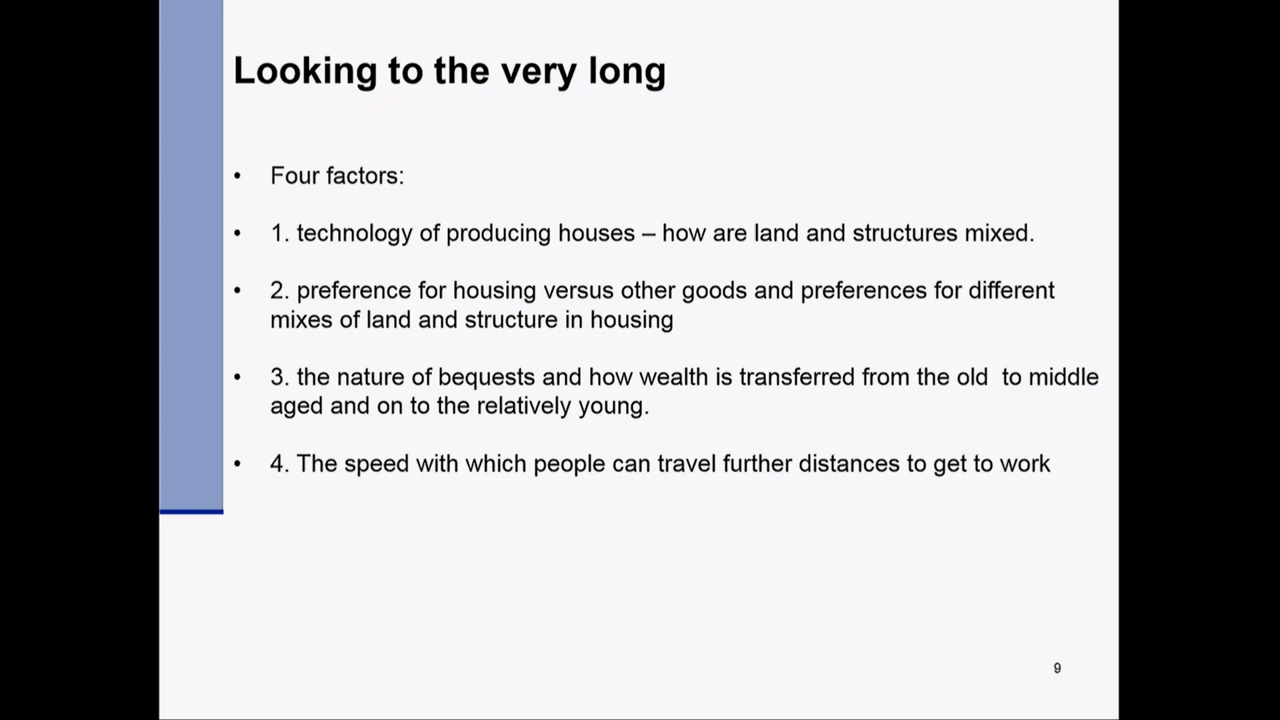 Looking to the very long
• Four factors:
• 1. technology of producing houses – how are land and structures mixed.
• 2. preference for housing versus other goods and preferences for different
mixes of land and structure in housing
• 3. the nature of bequests and how wealth is transferred from the old  to middle
aged and on to the relatively young.
• 4. The speed with which people can travel further distances to get to work
9